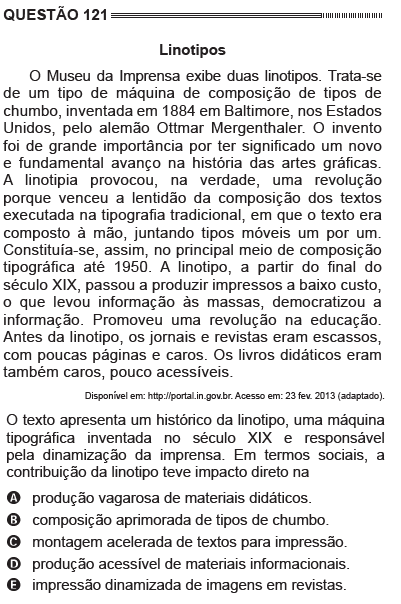 QUESTÃO 121
Linotipos
O Museu da Imprensa exibe duas linotipos. Trata-se
de um tipo de máquina de composição de tipos de
chumbo, inventada em 1884 em Baltimore, nos Estados
Unidos, pelo alemão Ottmar Mergenthaler. O invento
foi de grande importância por ter significado um novo
e fundamental avanço na história das artes gráficas.
A linotipia provocou, na verdade, uma revolução
porque venceu a lentidão da composição dos textos
executada na tipografia tradicional, em que o texto era
composto à mão, juntando tipos móveis um por um.
Constituía-se, assim, no principal meio de composição
tipográfica até 1950. A linotipo, a partir do final do
século XIX, passou a produzir impressos a baixo custo,
o que levou informação às massas, democratizou a
informação. Promoveu uma revolução na educação.
Antes da linotipo, os jornais e revistas eram escassos,
com poucas páginas e caros. Os livros didáticos eram
também caros, pouco acessíveis.
Disponível em: http://portal.in.gov.br. Acesso em: 23 fev. 2013 (adaptado).
O texto apresenta um histórico da linotipo, uma máquina
tipográfica inventada no século XIX e responsável
pela dinamização da imprensa. Em termos sociais, a
contribuição da linotipo teve impacto direto na
A produção vagarosa de materiais didáticos.
B composição aprimorada de tipos de chumbo.
C montagem acelerada de textos para impressão.
D produção acessível de materiais informacionais.
E impressão dinamizada de imagens em revistas.